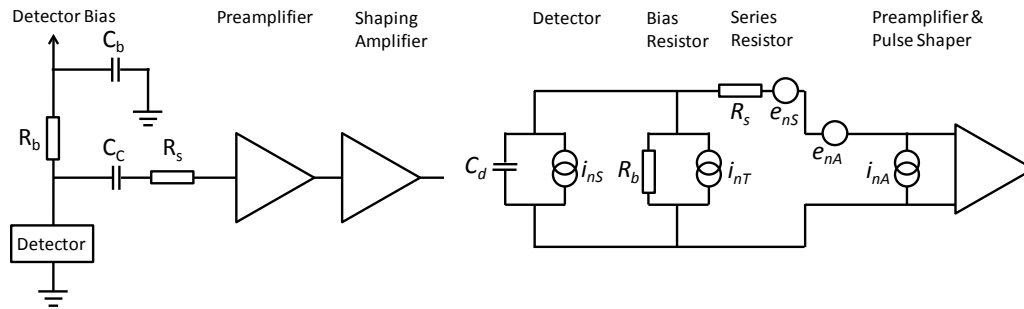 Detector Bias
Preamplifier
Shaping
Amplifier
C_b
R_b
C_C
R_s
Detector
Detector
Bias
Resistor
Series
Resistor
Preamplifier &
Pulse Shaper
R_s
e_nS
e_nA
C_d
i_nS
R_b
i_nT
i_nA